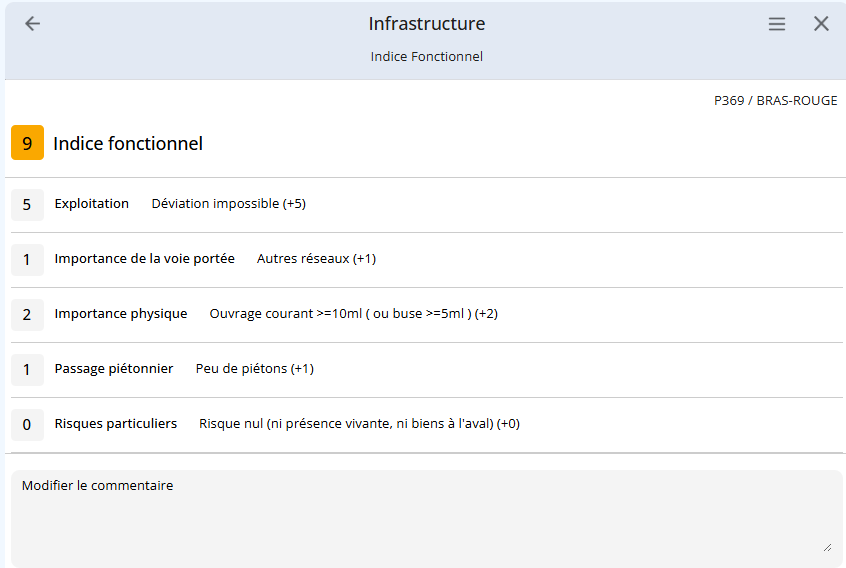 Infrastructure
Indice Fonctionnel
P369 / BRAS-ROUGE
9 Indice fonctionnel
5 Exploitation Déviation impossible (+5)
1 Importance de la voie portée Autres réseaux (+1)
2 Importance physique Ouvrage courant >=10ml ( ou buse >=5ml ) (+2)
1 Passage piétonnier Peu de piétons (+1)
0 Risques particuliers Risque nul (ni présence vivante, ni biens à l'aval) (+0)
Modifier le commentaire